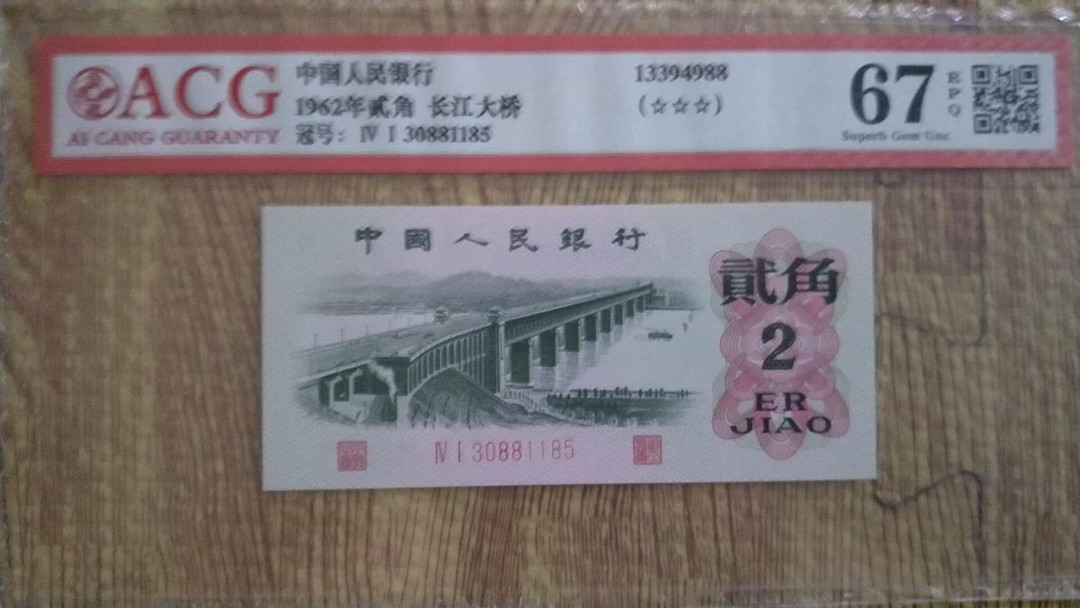 ACG
AI CANG GUARANTY
中国人民银行
1962年贰角 长江大桥
冠号: Ⅳ Ⅰ 30881185
13394988
(☆☆☆)
67
EPQ
Superb Gem Unc
中國人民銀行
貳角
2
ER
JIAO
Ⅳ Ⅰ 30881185